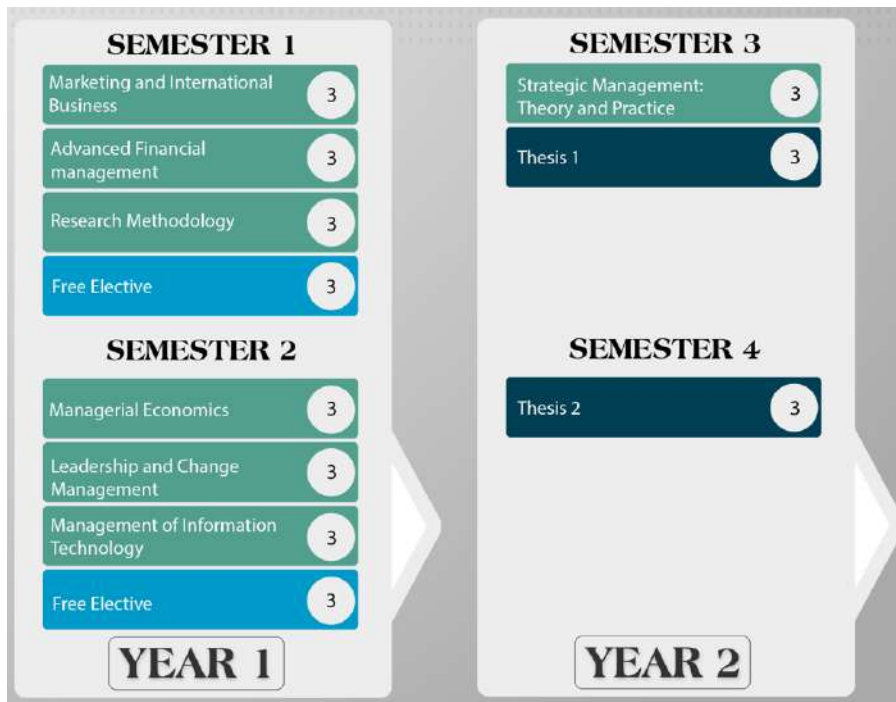 SEMESTER 1
Marketing and International
Business
3
Advanced Financial
management
3
Research Methodology
3
Free Elective
3
SEMESTER 2
Managerial Economics
3
Leadership and Change
Management
3
Management of Information
Technology
3
Free Elective
3
YEAR 1
SEMESTER 3
Strategic Management:
Theory and Practice
3
Thesis 1
3
SEMESTER 4
Thesis 2
3
YEAR 2